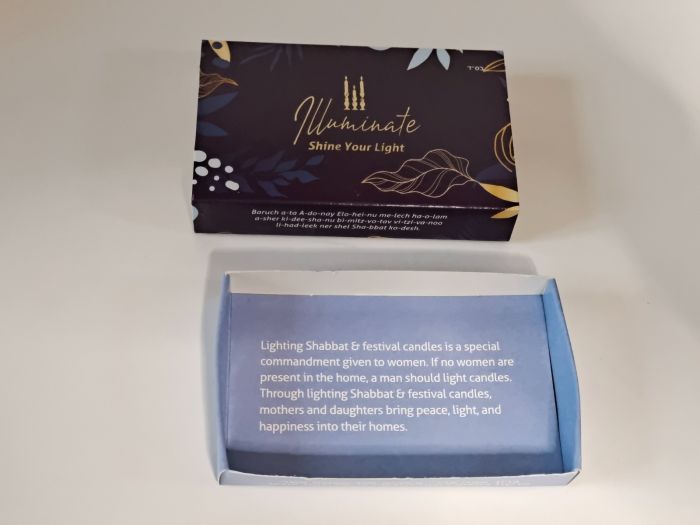 בס״ד
Illuminate
Shine Your Light
Baruch a-ta A-do-nay Elo-hei-nu me-lech ha-o-lam
a-sher ki-dee-sha-nu bi-mitz-vo-tav vi-tzi-va-noo
li-had-leek ner shel Sha-bbat ko-desh.
Lighting Shabbat & festival candles is a special
commandment given to women. If no women are
present in the home, a man should light candles.
Through lighting Shabbat & festival candles,
mothers and daughters bring peace, light, and
happiness into their homes.